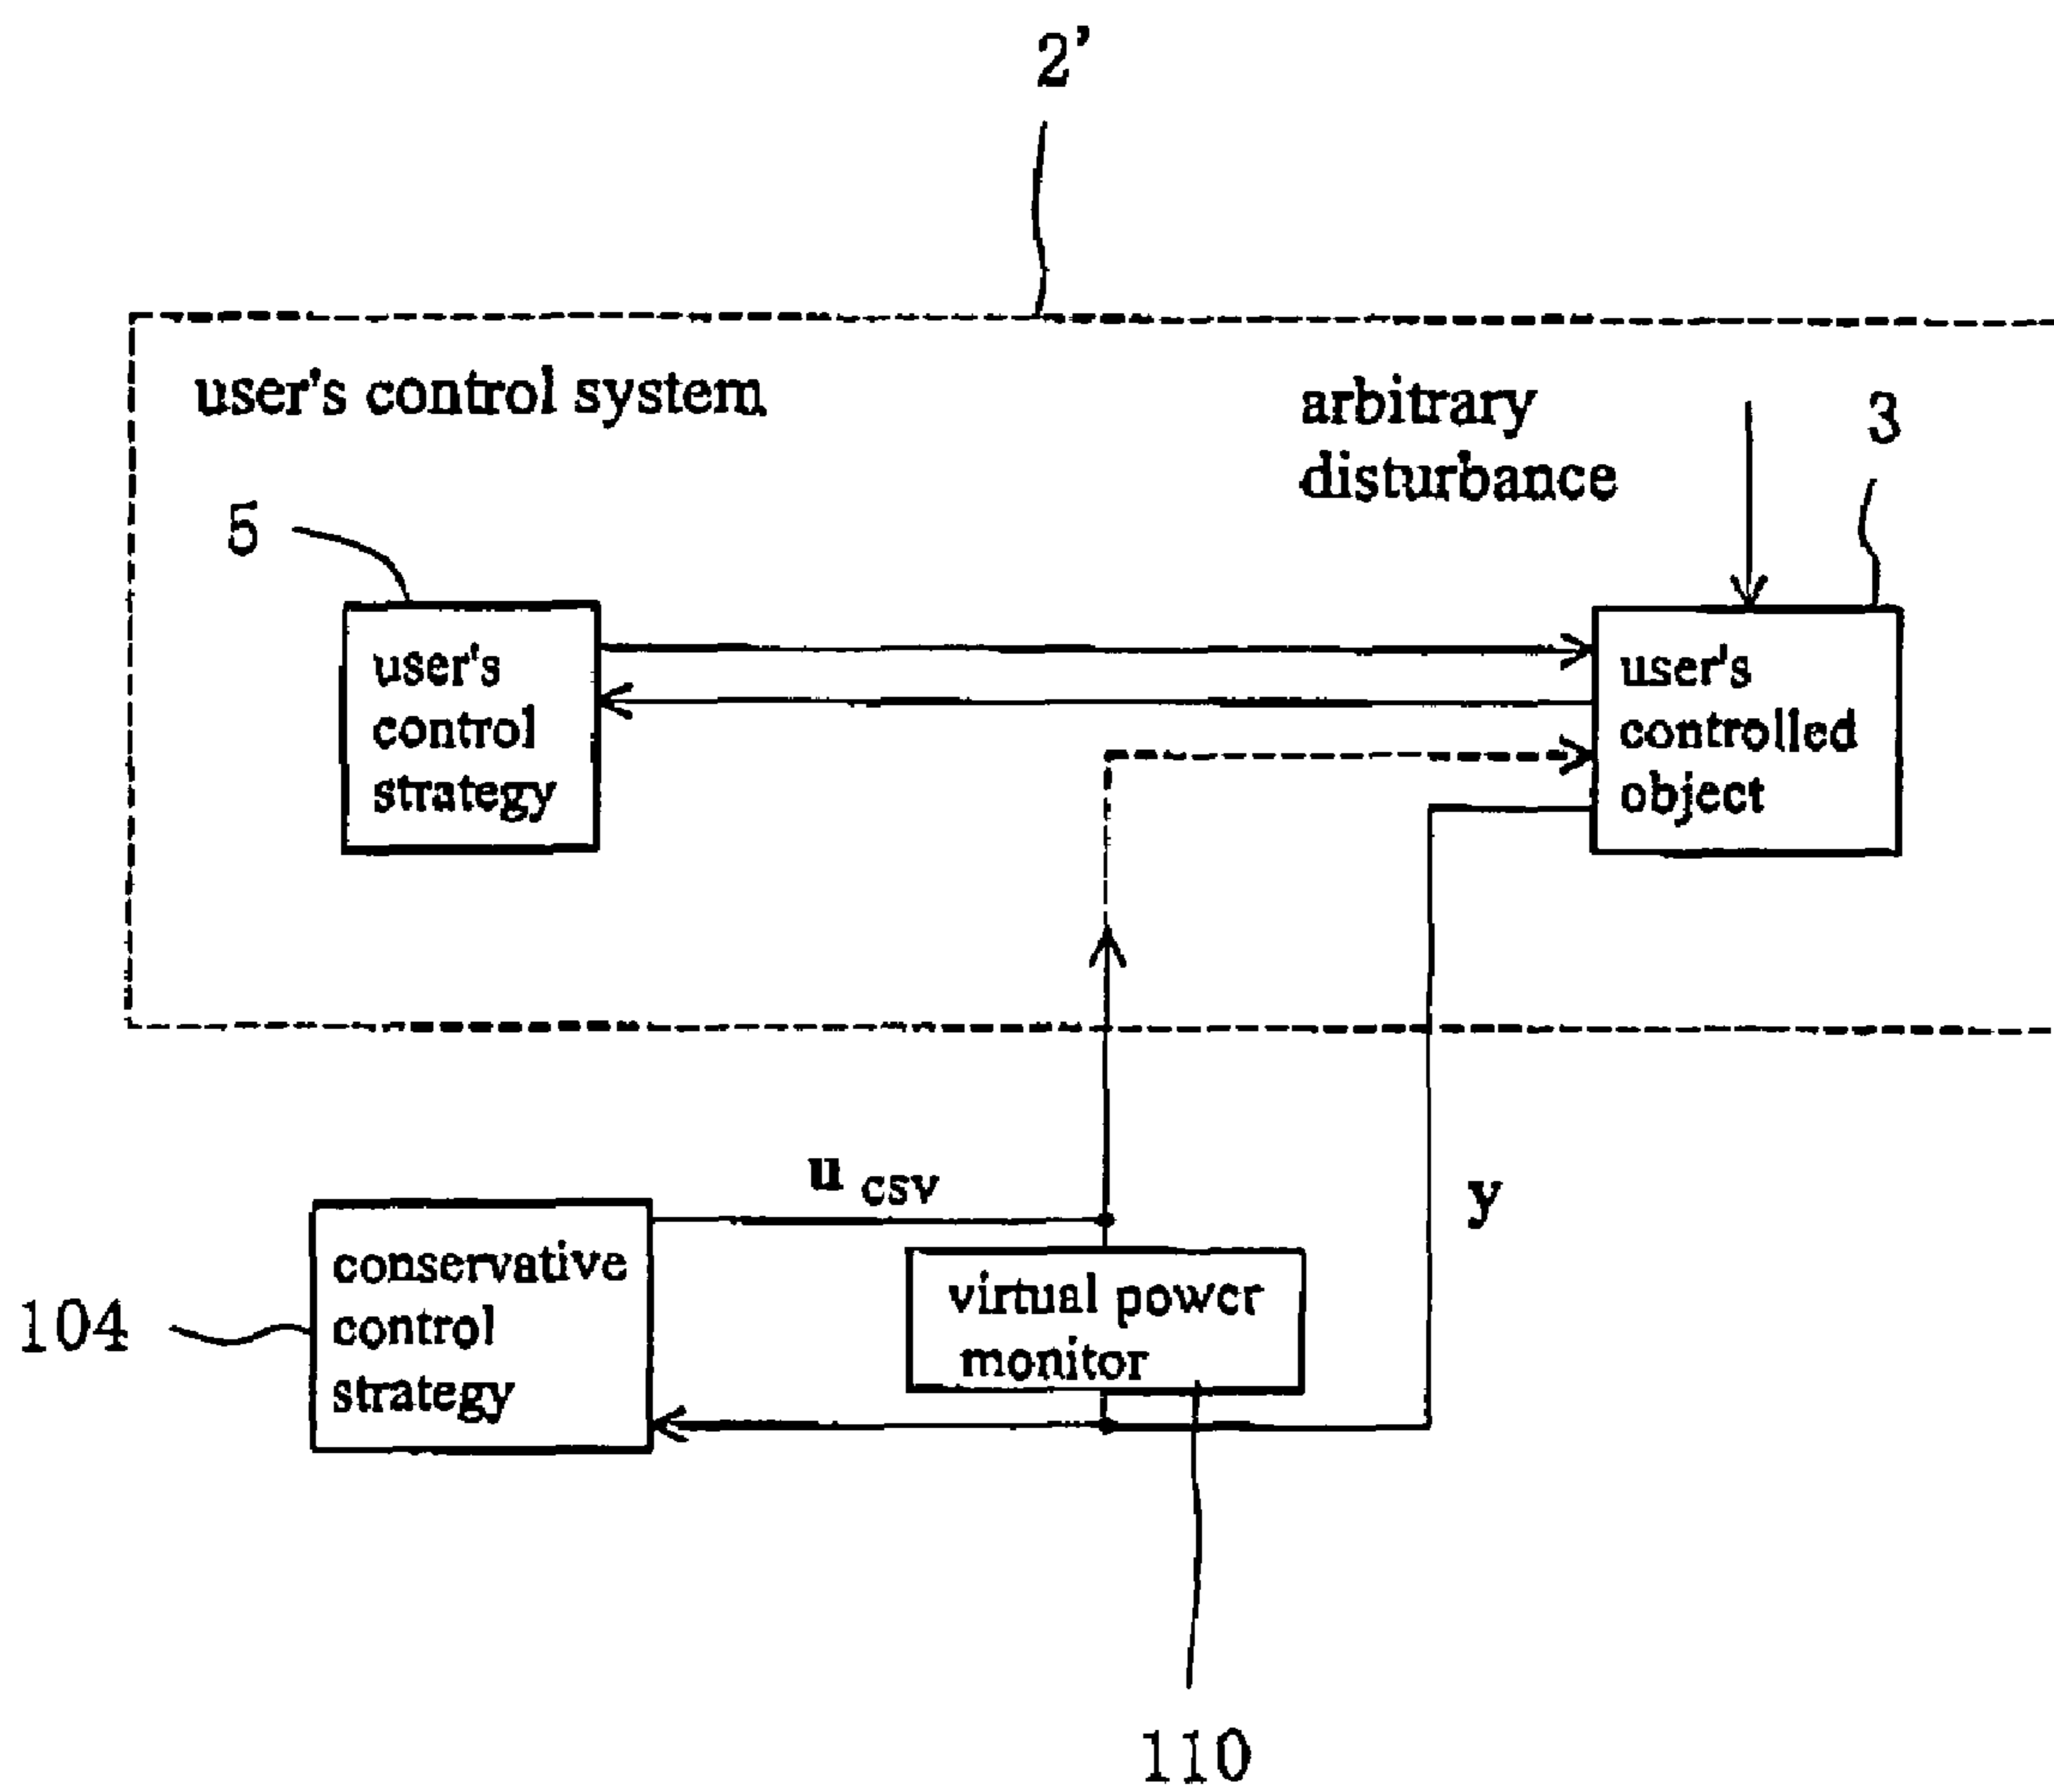 2'
user's control system
arbitrary
disturbance
3
5
user's
control
strategy
user's
controlled
object
u csv
y
conservative
control
strategy
virtual power
monitor
104
110